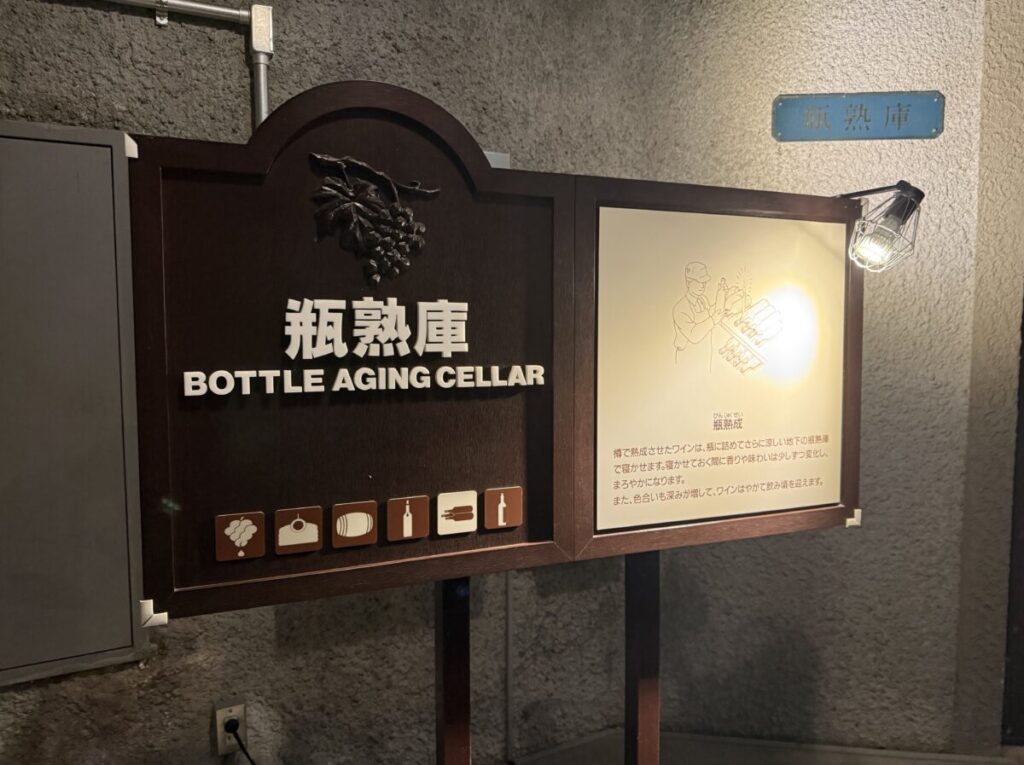 瓶熟庫
瓶熟庫
BOTTLE AGING CELLAR
びんじゅくせい
瓶熟成
樽で熟成させたワインは、瓶に詰めてさらに涼しい地下の瓶熟庫
で寝かせます。寝かせておく間に香りや味わいは少しずつ変化し、
まろやかになります。
また、色合いも深みが増して、ワインはやがて飲み頃を迎えます。